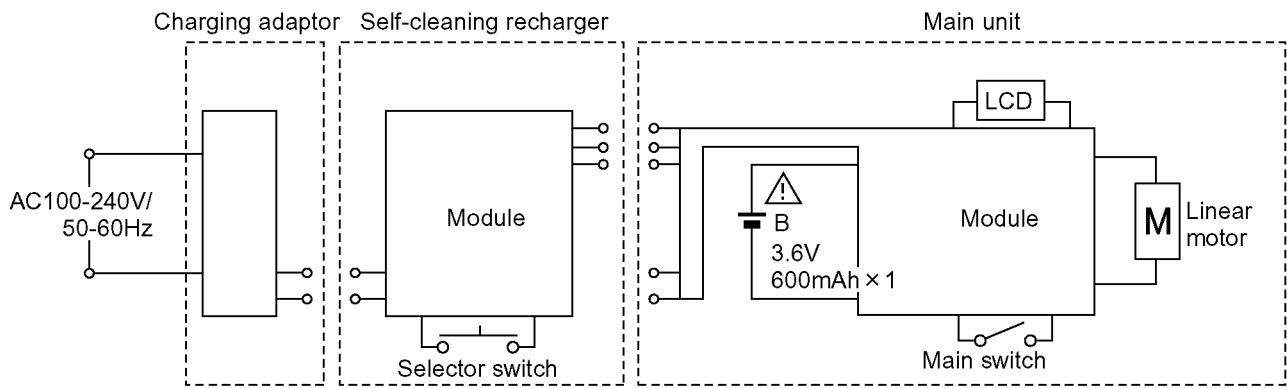 Charging adaptor
Self-cleaning recharger
Main unit
LCD
AC100-240V/
50-60Hz
Module
Selector switch
B
3.6V
600mAh×1
Module
M
Linear
motor
Main switch